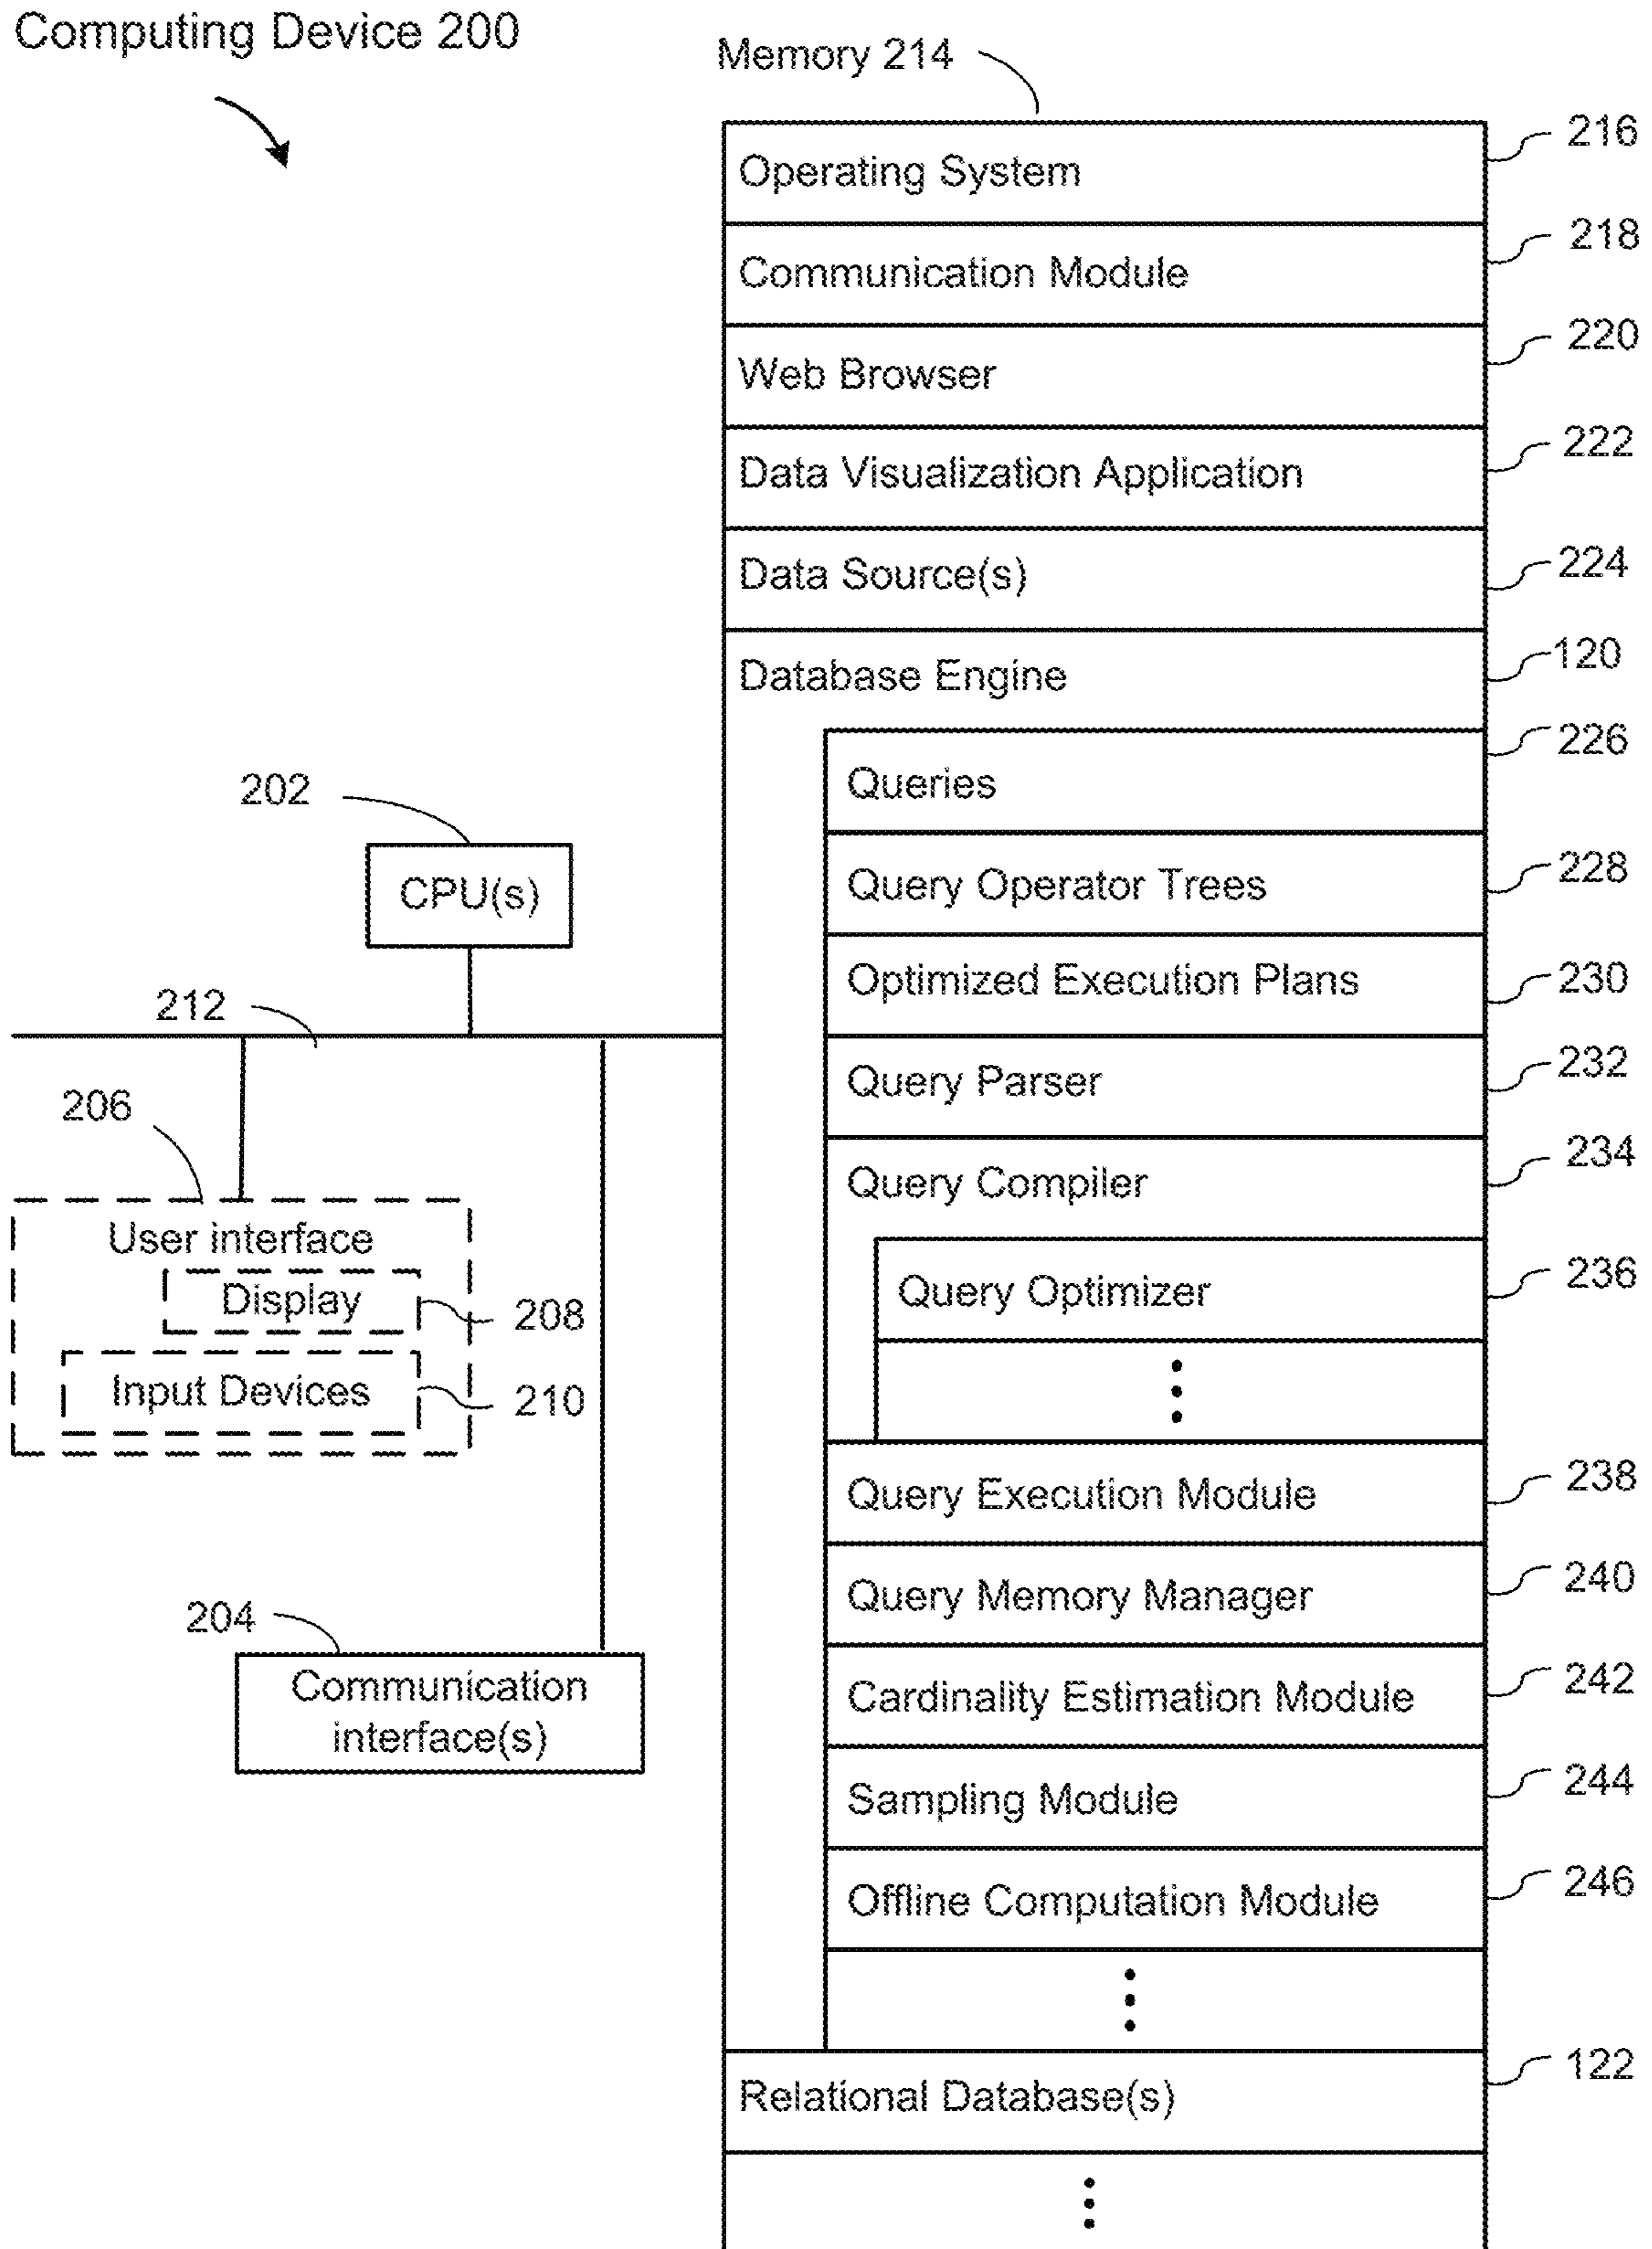 Computing Device 200
Memory 214
Operating System
216
Communication Module
218
Web Browser
220
Data Visualization Application
222
Data Source(s)
224
Database Engine
120
Queries
226
Query Operator Trees
228
Optimized Execution Plans
230
Query Parser
232
Query Compiler
234
Query Optimizer
236
Query Execution Module
238
Query Memory Manager
240
Cardinality Estimation Module
242
Sampling Module
244
Offline Computation Module
246
Relational Database(s)
122
202
CPU(s)
212
206
User interface
Display
208
Input Devices
210
204
Communication
interface(s)